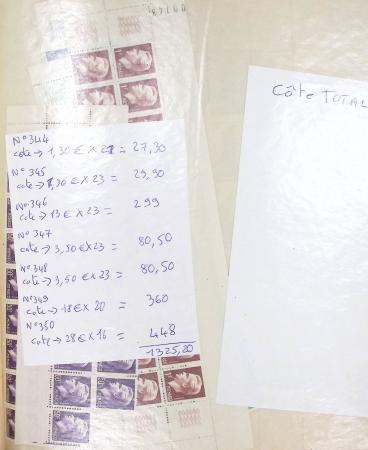 N°344
cote → 1,30 € x 21 = 27,30
N°345
cote → 1,30 € x 23 = 29,90
N°346
cote → 13 € x 23 = 299
N°347
cote → 3,50 € x 23 = 80,50
N°348
cote → 3,50 € x 23 = 80,50
N°349
cote → 18 € x 20 = 360
N°350
cote → 28 € x 16 = 448
1325,20
Côte TOTAL